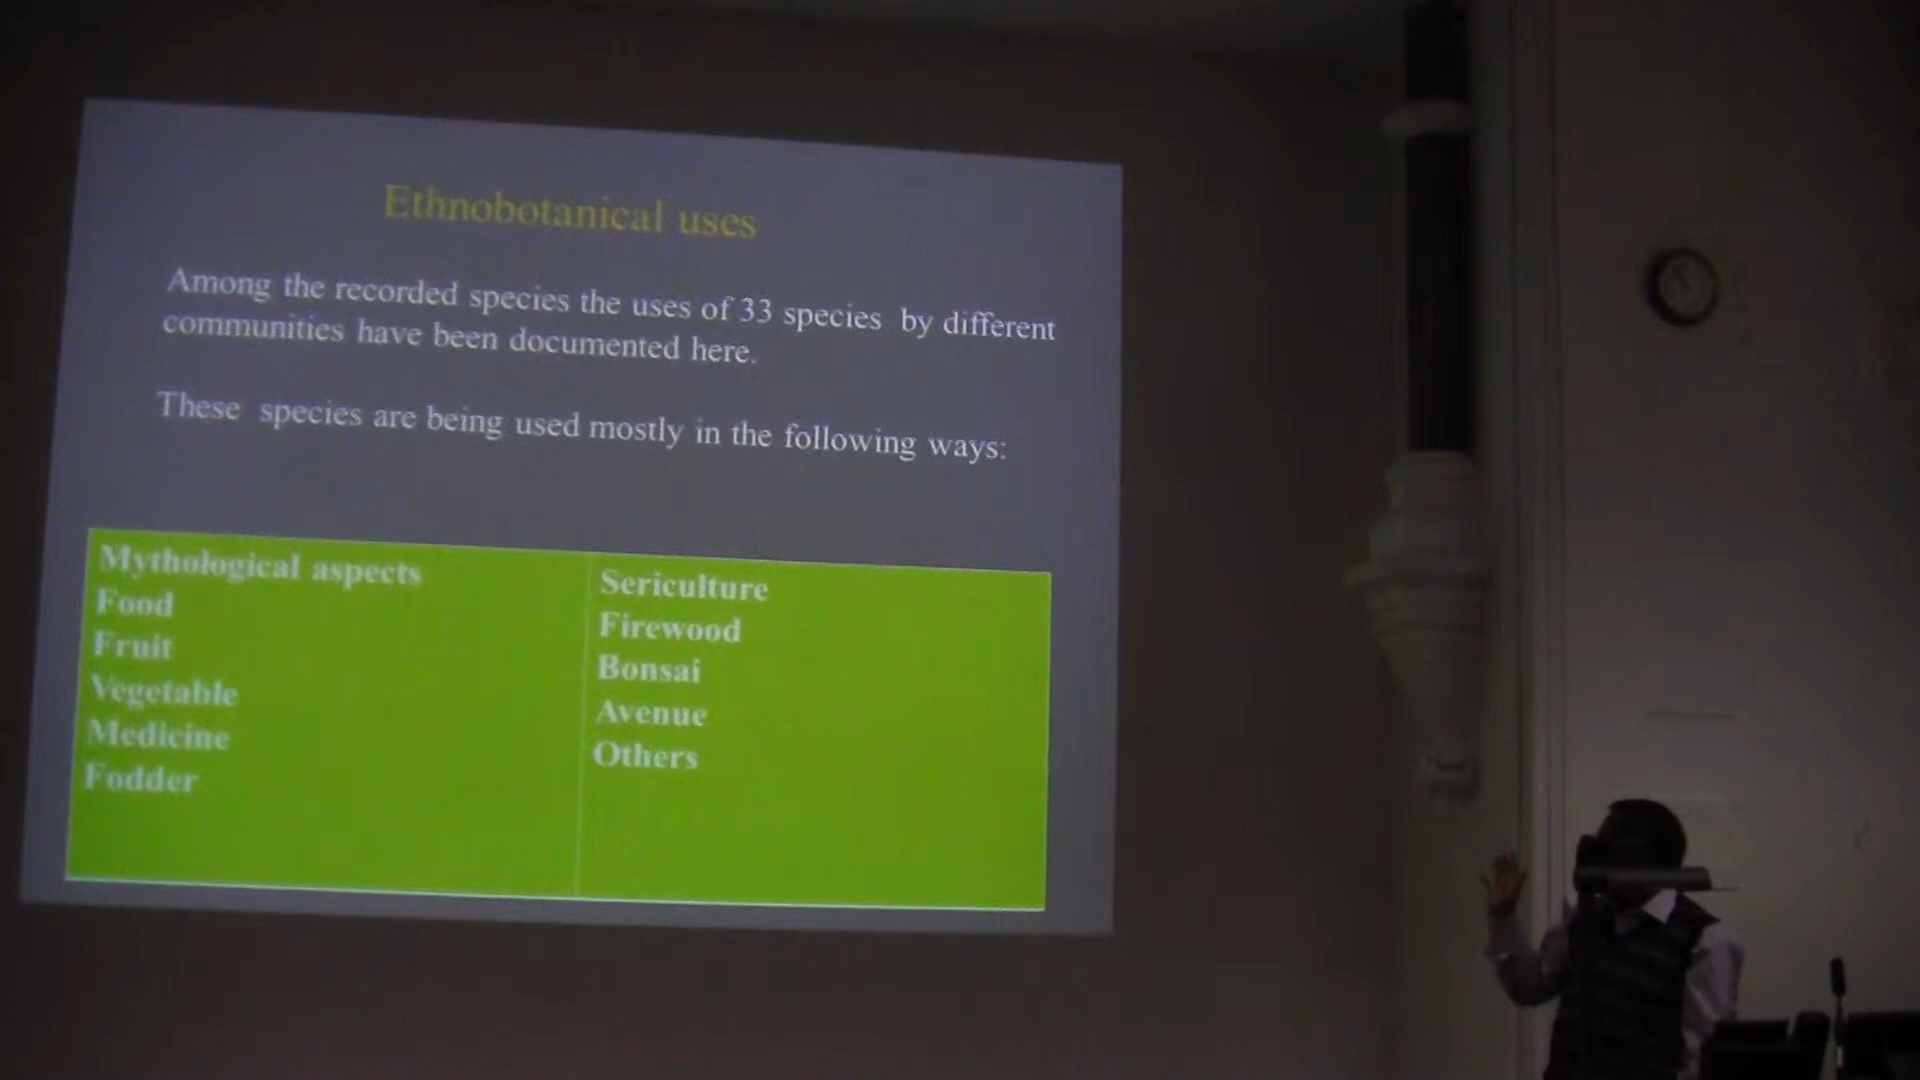 Ethnobotanical uses
Among the recorded species the uses of 33 species by different
communities have been documented here.
These species are being used mostly in the following ways:
Mythological aspects
Food
Fruit
Vegetable
Medicine
Fodder
Sericulture
Firewood
Bonsai
Avenue
Others